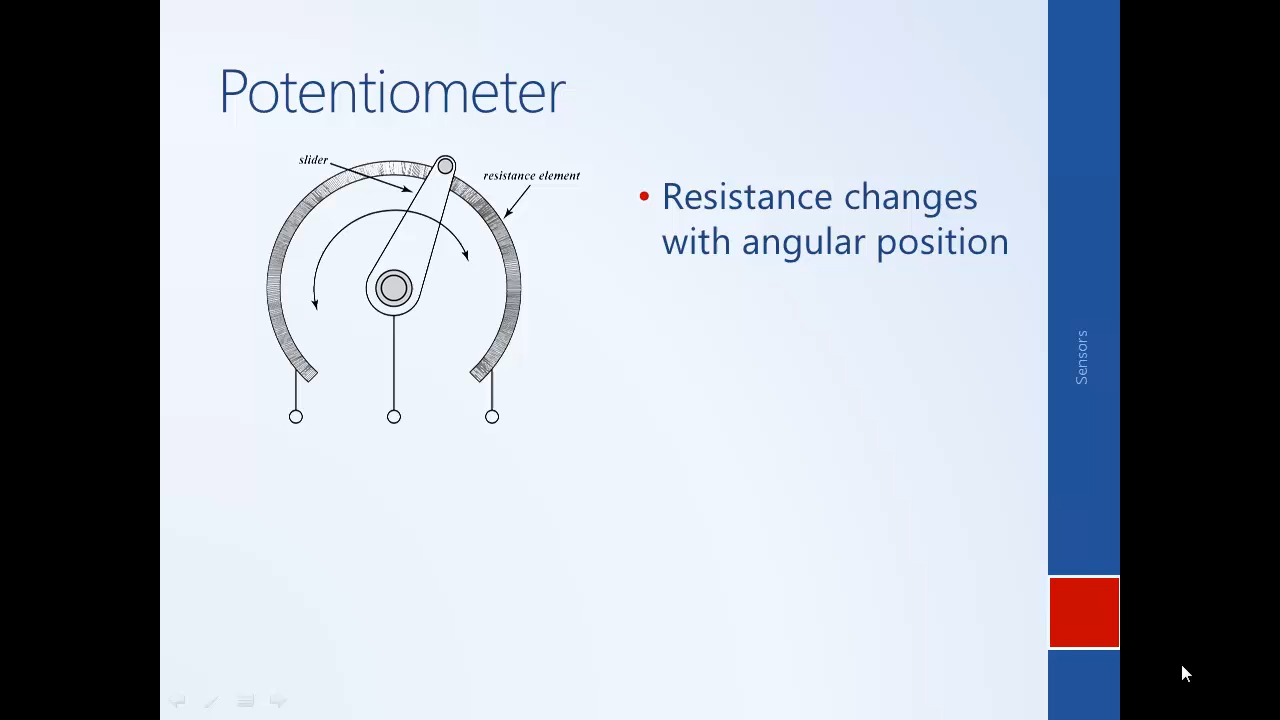 Potentiometer
slider
resistance element
• Resistance changes
with angular position
Sensors